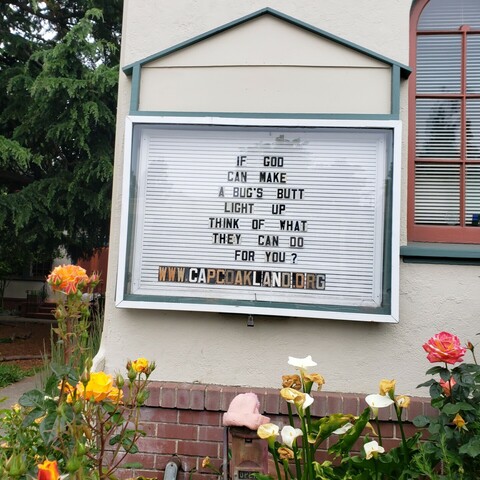 IF GOD
CAN MAKE
A BUG'S BUTT
LIGHT UP
THINK OF WHAT
THEY CAN DO
FOR YOU?
WWW.CAPCOAKLAND.ORG